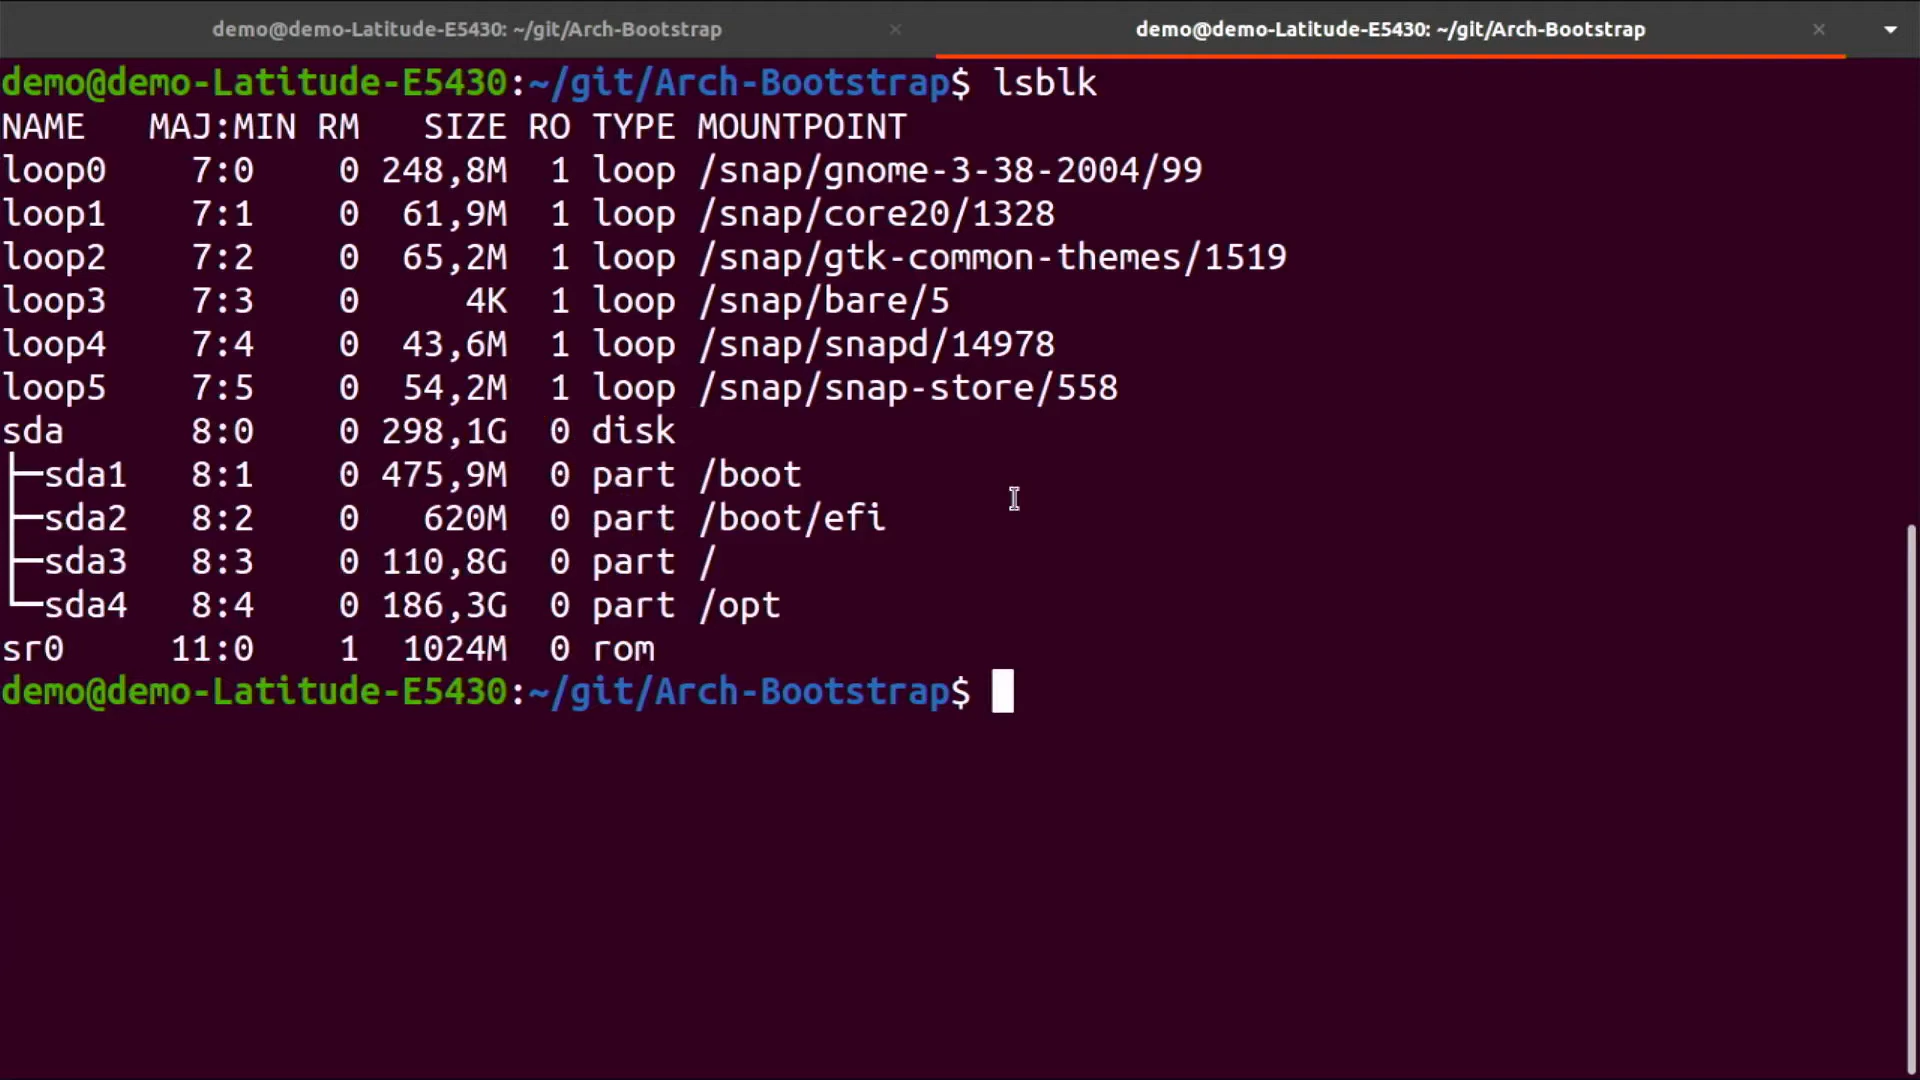 demo@demo-Latitude-E5430: ~/git/Arch-Bootstrap × demo@demo-Latitude-E5430: ~/git/Arch-Bootstrap ×
demo@demo-Latitude-E5430:~/git/Arch-Bootstrap$ lsblk
NAME   MAJ:MIN RM   SIZE RO TYPE MOUNTPOINT
loop0    7:0    0 248,8M  1 loop /snap/gnome-3-38-2004/99
loop1    7:1    0  61,9M  1 loop /snap/core20/1328
loop2    7:2    0  65,2M  1 loop /snap/gtk-common-themes/1519
loop3    7:3    0     4K  1 loop /snap/bare/5
loop4    7:4    0  43,6M  1 loop /snap/snapd/14978
loop5    7:5    0  54,2M  1 loop /snap/snap-store/558
sda      8:0    0 298,1G  0 disk
├─sda1   8:1    0 475,9M  0 part /boot
├─sda2   8:2    0   620M  0 part /boot/efi
├─sda3   8:3    0 110,8G  0 part /
└─sda4   8:4    0 186,3G  0 part /opt
sr0     11:0    1  1024M  0 rom
demo@demo-Latitude-E5430:~/git/Arch-Bootstrap$